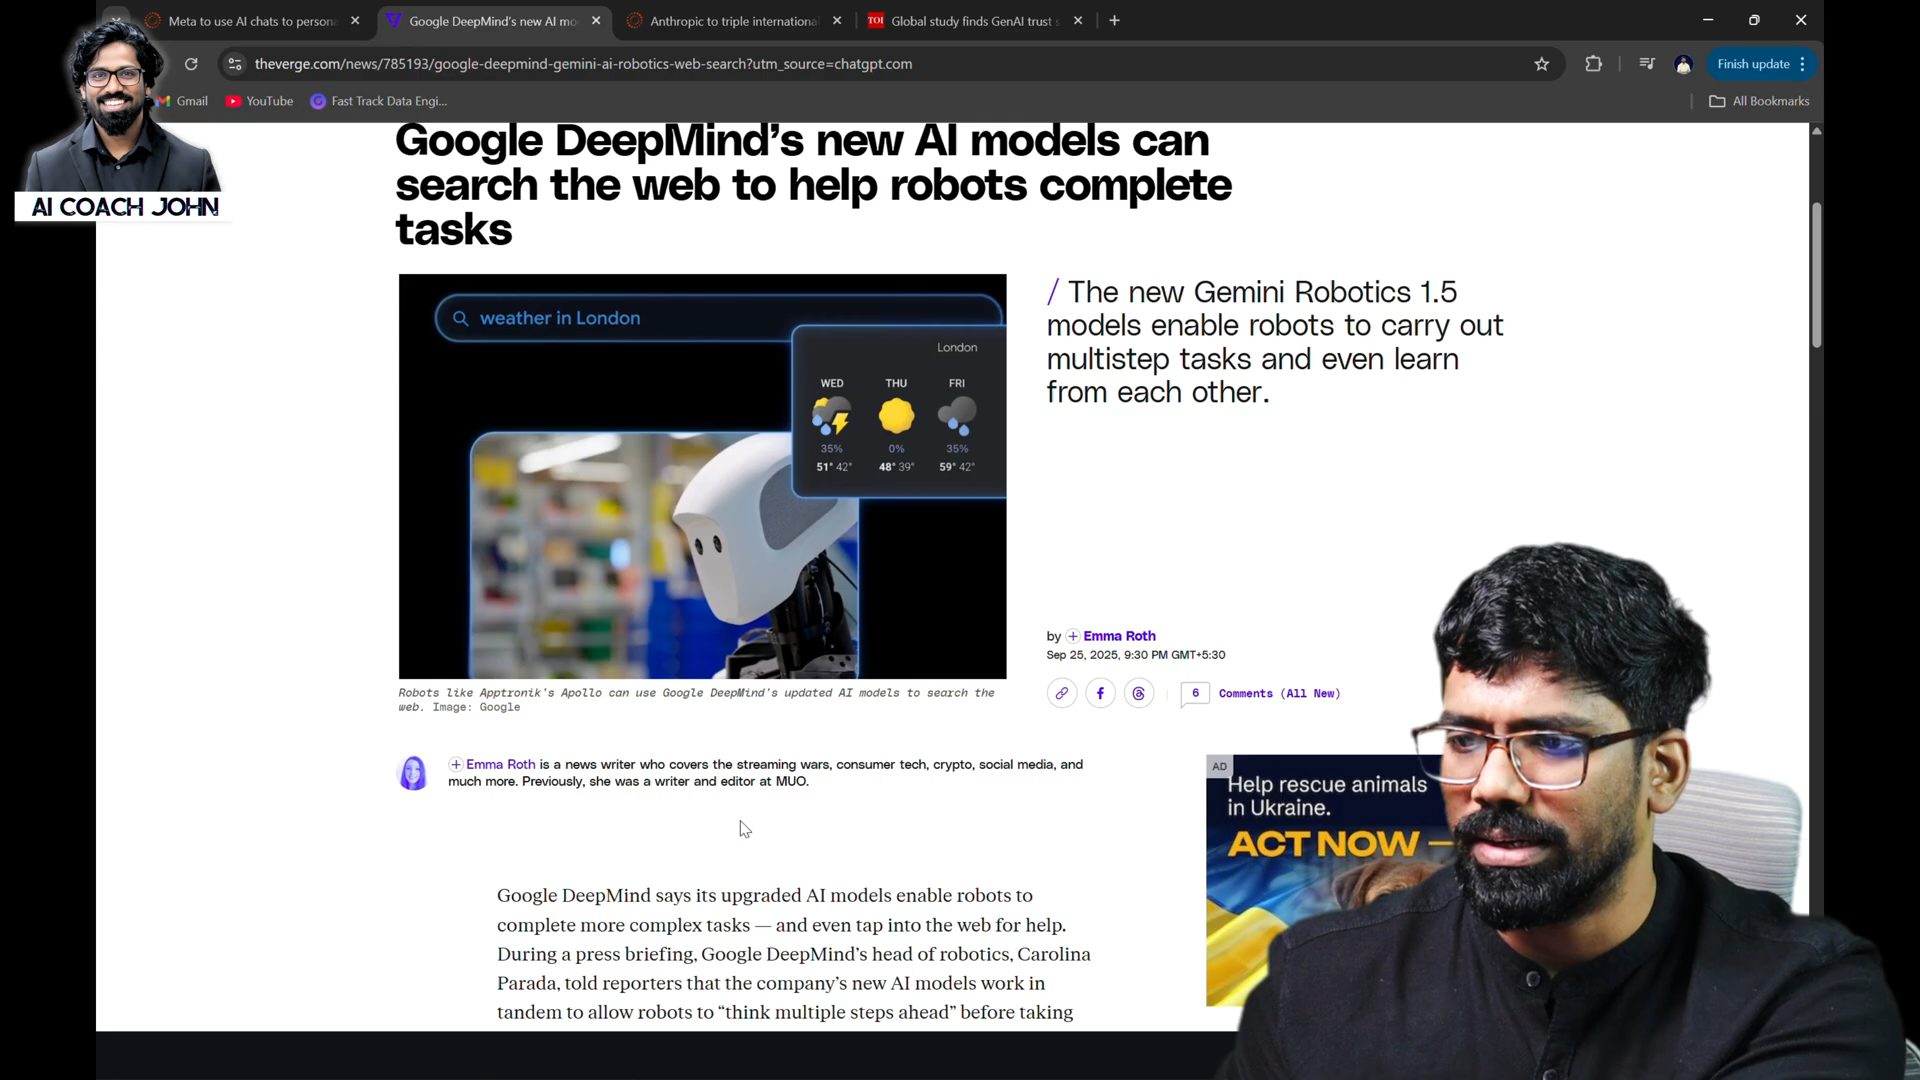 Meta to use AI chats to persona
Google DeepMind's new AI mo
Anthropic to triple international
TOI
Global study finds GenAI trust s
theverge.com/news/785193/google-deepmind-gemini-ai-robotics-web-search?utm_source=chatgpt.com
Finish update
Gmail
YouTube
Fast Track Data Engi...
All Bookmarks
AI COACH JOHN
Google DeepMind's new AI models can
search the web to help robots complete
tasks
weather in London
London
WED THU FRI
35% 0% 35%
51° 42° 48° 39° 59° 42°
/ The new Gemini Robotics 1.5
models enable robots to carry out
multistep tasks and even learn
from each other.
by Emma Roth
Sep 25, 2025, 9:30 PM GMT+5:30
6 Comments (All New)
Robots like Apptronik's Apollo can use Google DeepMind's updated AI models to search the
web. Image: Google
Emma Roth is a news writer who covers the streaming wars, consumer tech, crypto, social media, and
much more. Previously, she was a writer and editor at MUO.
AD
Help rescue animals
in Ukraine.
ACT NOW —
Google DeepMind says its upgraded AI models enable robots to
complete more complex tasks — and even tap into the web for help.
During a press briefing, Google DeepMind's head of robotics, Carolina
Parada, told reporters that the company's new AI models work in
tandem to allow robots to “think multiple steps ahead” before taking